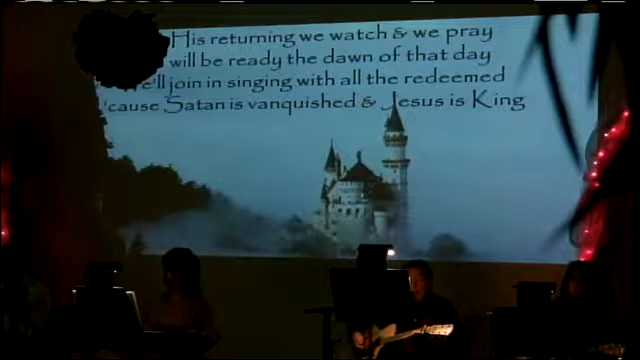 His returning we watch & we pray
will be ready the dawn of that day
we'll join in singing with all the redeemed
'cause Satan is vanquished & Jesus is King